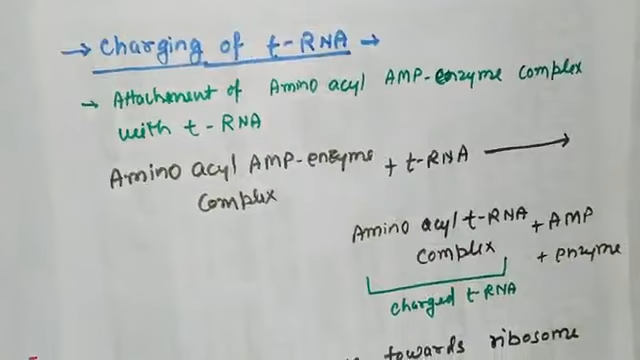 → Charging of t-RNA →
→ Attachment of Amino acyl AMP-enzyme complex
with t-RNA
Amino acyl AMP-enzyme + t-RNA ⟶
complex
Amino acyl t-RNA + AMP
complex + enzyme
charged t-RNA
towards ribosome